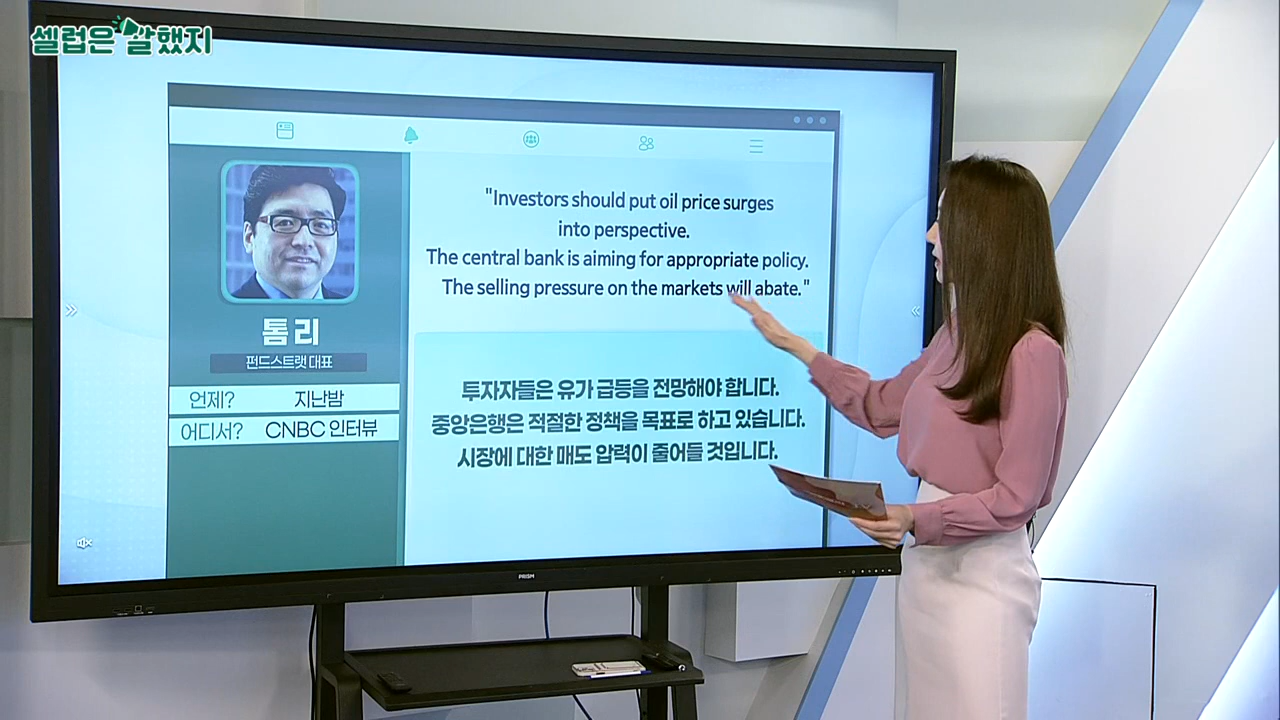 셀럽은 말했지
"Investors should put oil price surges
into perspective.
The central bank is aiming for appropriate policy.
The selling pressure on the markets will abate."
톰 리
펀드스트랫 대표
언제? 지난밤
어디서? CNBC 인터뷰
투자자들은 유가 급등을 전망해야 합니다.
중앙은행은 적절한 정책을 목표로 하고 있습니다.
시장에 대한 매도 압력이 줄어들 것입니다.
PRISM